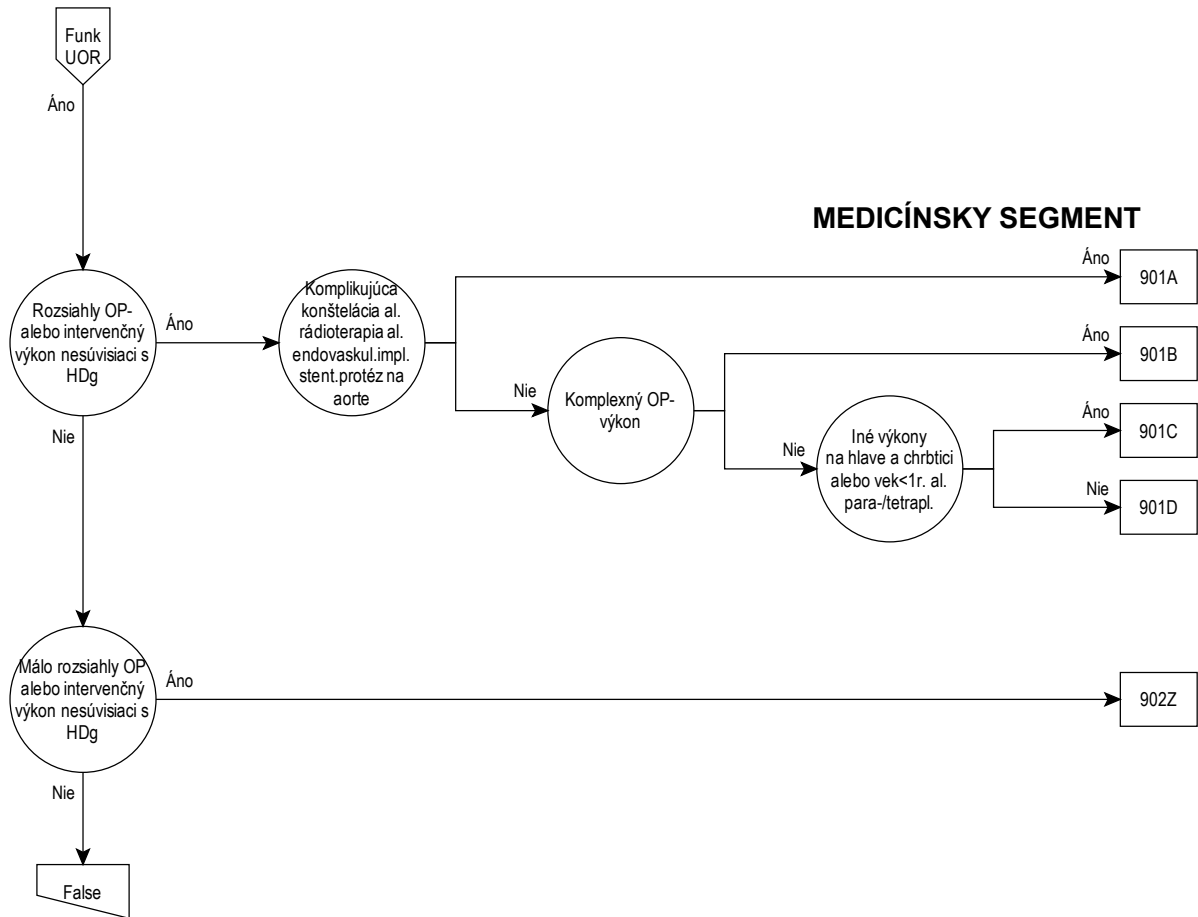 Funk
UOR
Áno
MEDICÍNSKY SEGMENT
Rozsiahly OP-
alebo intervenčný
výkon nesúvisiaci s
HDg
Áno
Komplikujúca
konštelácia al.
rádioterapia al.
endovaskul.impl.
stent.protéz na
aorte
Áno
901A
Nie
Komplexný OP-
výkon
Áno
901B
Nie
Iné výkony
na hlave a chrbtici
alebo vek<1r. al.
para-/tetrapl.
Áno
901C
Nie
901D
Nie
Málo rozsiahly OP
alebo intervenčný
výkon nesúvisiaci s
HDg
Áno
902Z
Nie
False